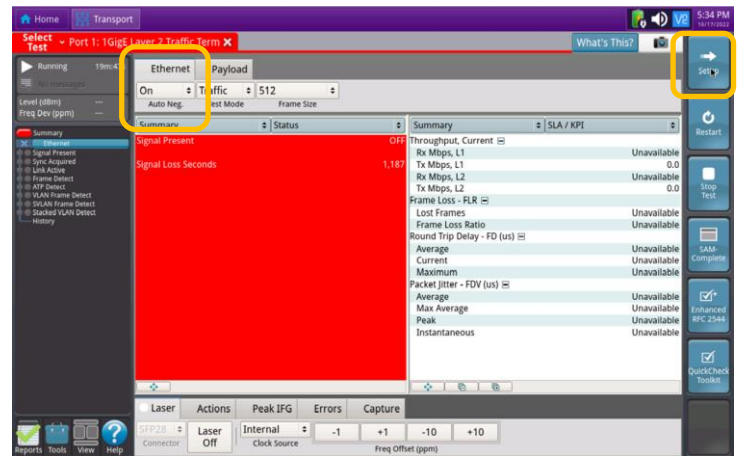 Home
Transport
V2
5:34 PM
10/17/2022
Select Test
Port 1: 1GigE Layer 2 Traffic Term
What's This?
Running
19m:4
No messages
Level (dBm) ---
Freq Dev (ppm) ---
Summary
Ethernet
Signal Present
Sync Acquired
Link Active
Frame Detect
ATP Detect
VLAN Frame Detect
SVLAN Frame Detect
Stacked VLAN Detect
History
Ethernet
Payload
On
Traffic
512
Auto Neg.
Test Mode
Frame Size
Summary
Status
Signal Present OFF
Signal Loss Seconds 1,187
Summary
SLA / KPI
Throughput, Current
Rx Mbps, L1 Unavailable
Tx Mbps, L1 0.0
Rx Mbps, L2 Unavailable
Tx Mbps, L2 0.0
Frame Loss - FLR
Lost Frames Unavailable
Frame Loss Ratio Unavailable
Round Trip Delay - FD (us)
Average Unavailable
Current Unavailable
Maximum Unavailable
Packet Jitter - FDV (us)
Average Unavailable
Max Average Unavailable
Peak Unavailable
Instantaneous Unavailable
Setup
Restart
Stop
Test
SAM-
Complete
Enhanced
RFC 2544
QuickCheck
Toolkit
Laser
Actions
Peak IFG
Errors
Capture
SFP28
Laser
Off
Internal
-1
+1
-10
+10
Connector
Clock Source
Freq Offset (ppm)
Reports
Tools
View
Help